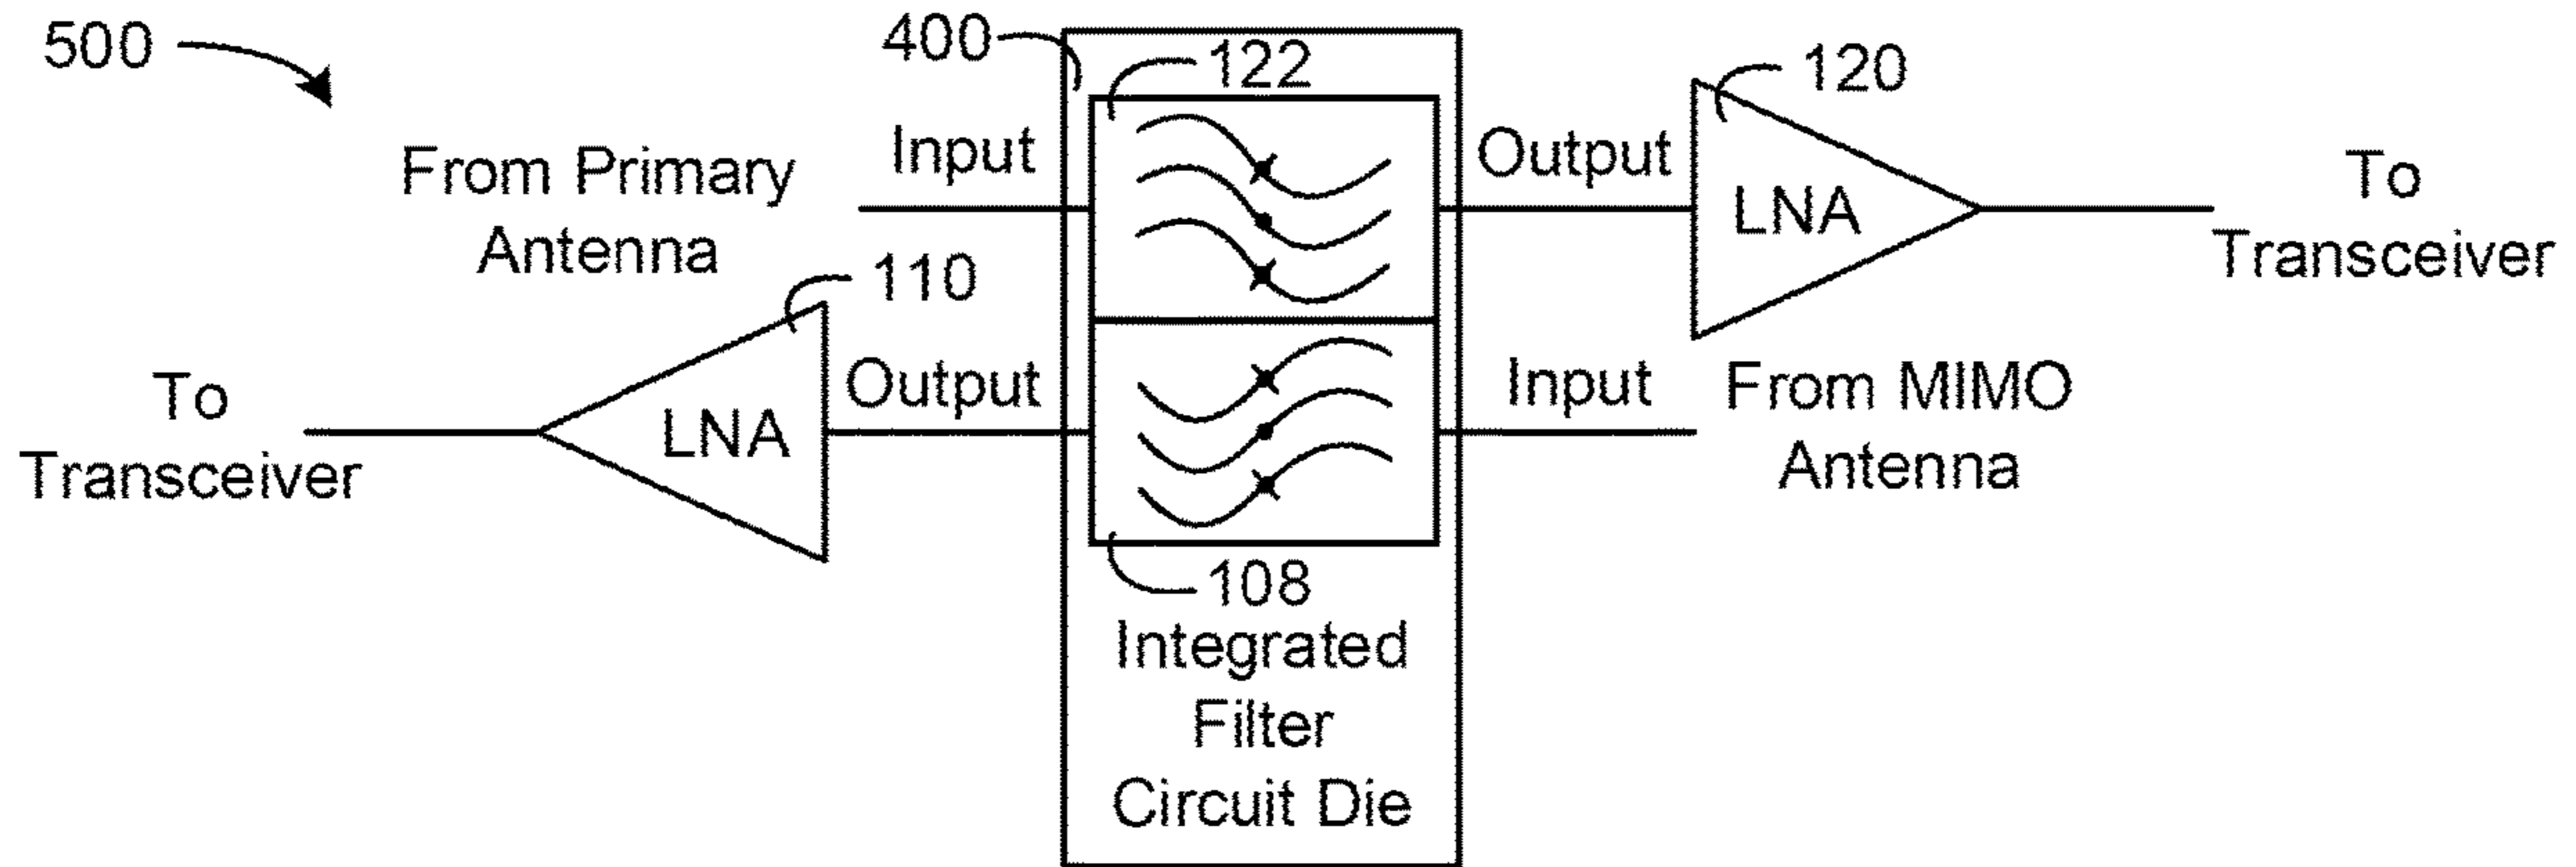 500
400
122
120
Input
Output
From Primary
Antenna
LNA
To
Transceiver
110
To
Transceiver
LNA
Output
Input
From MIMO
Antenna
108
Integrated
Filter
Circuit Die